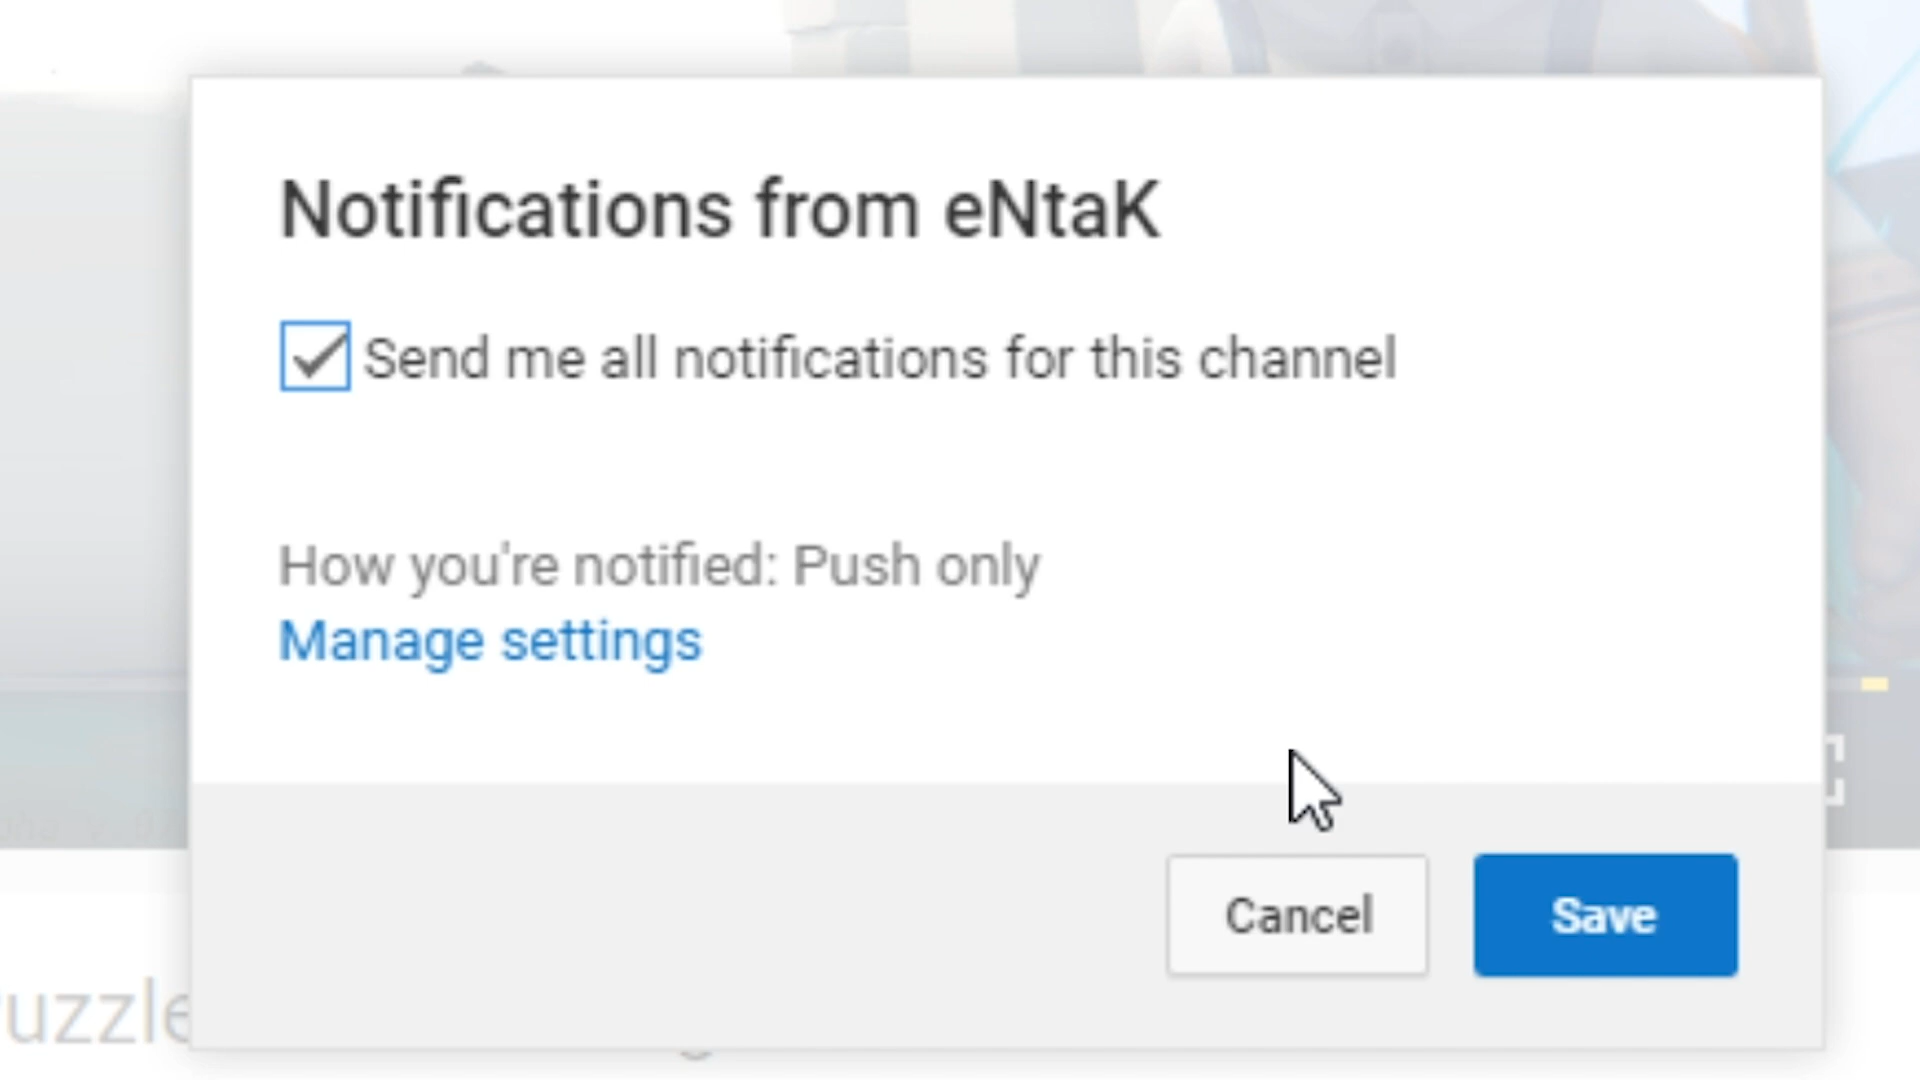 Notifications from eNtaK
Send me all notifications for this channel
How you're notified: Push only
Manage settings
Cancel
Save